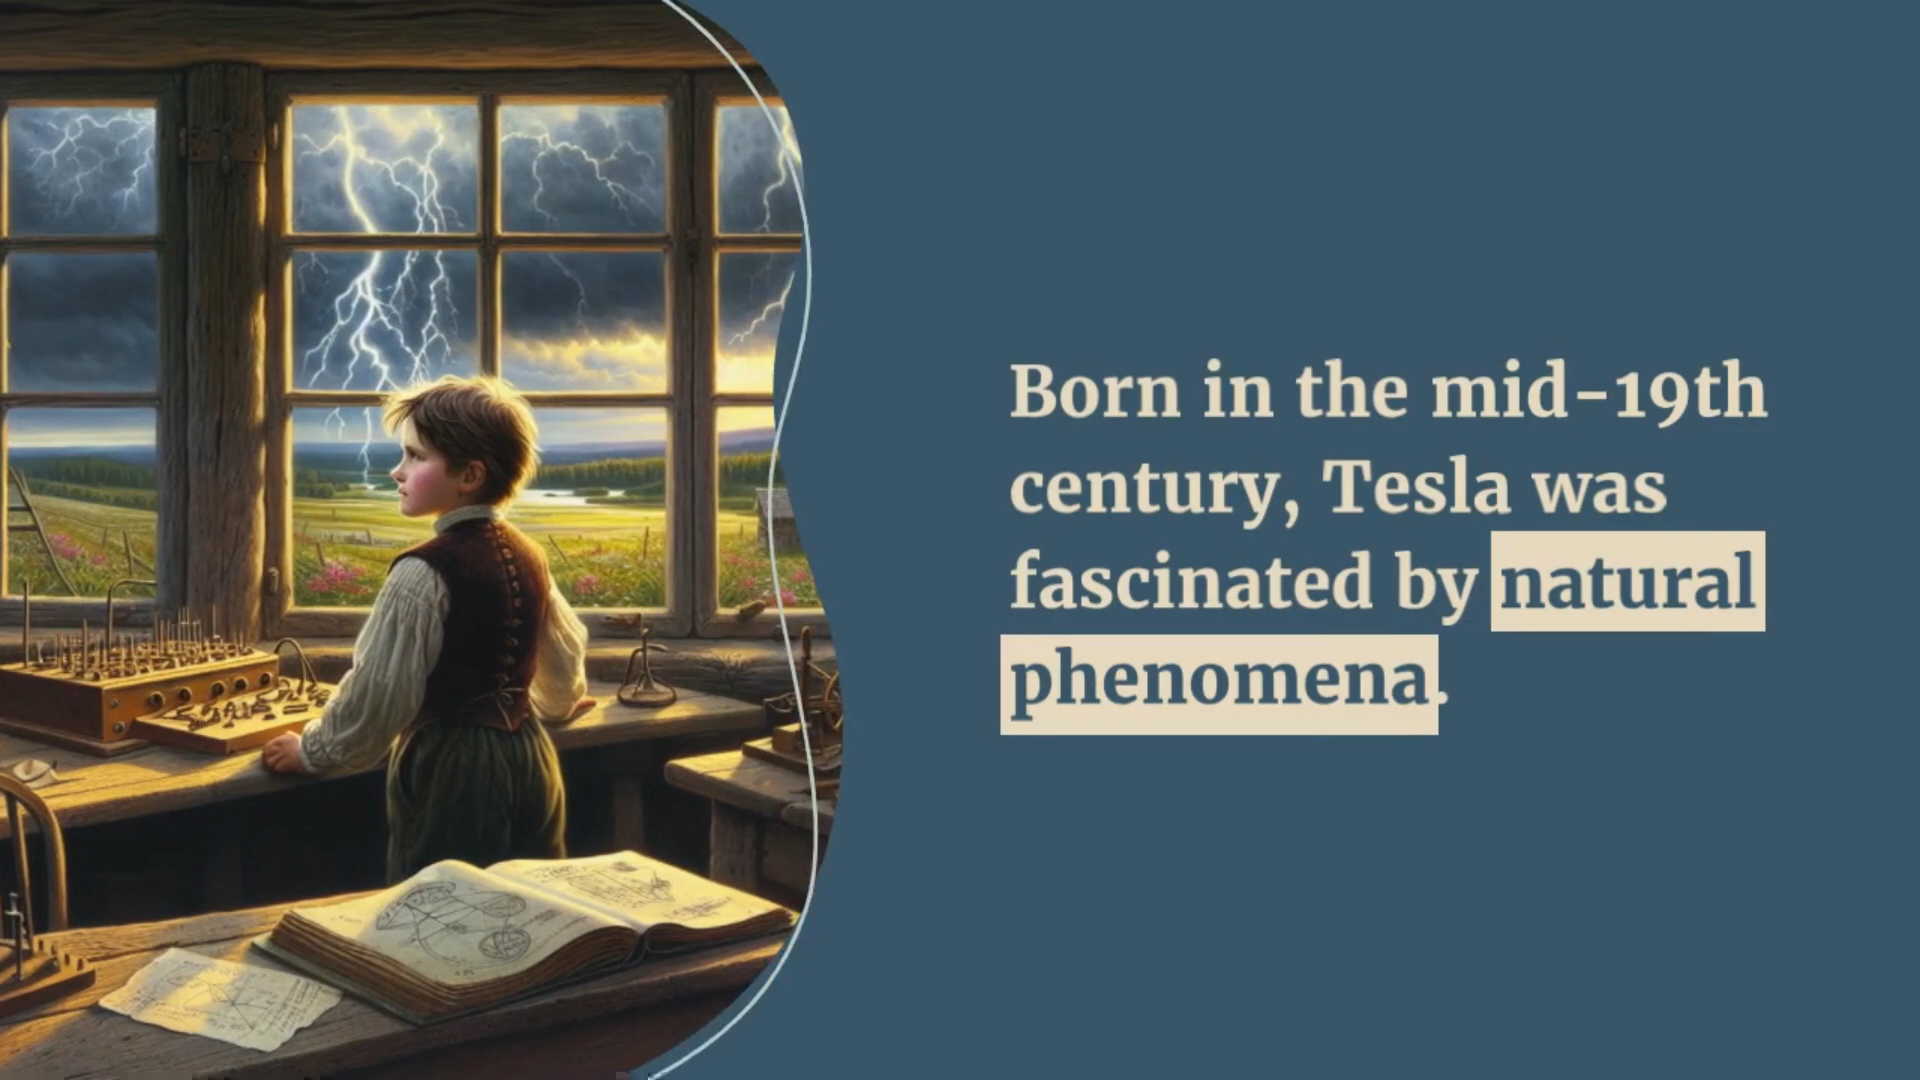 Born in the mid-19th
century, Tesla was
fascinated by natural
phenomena.